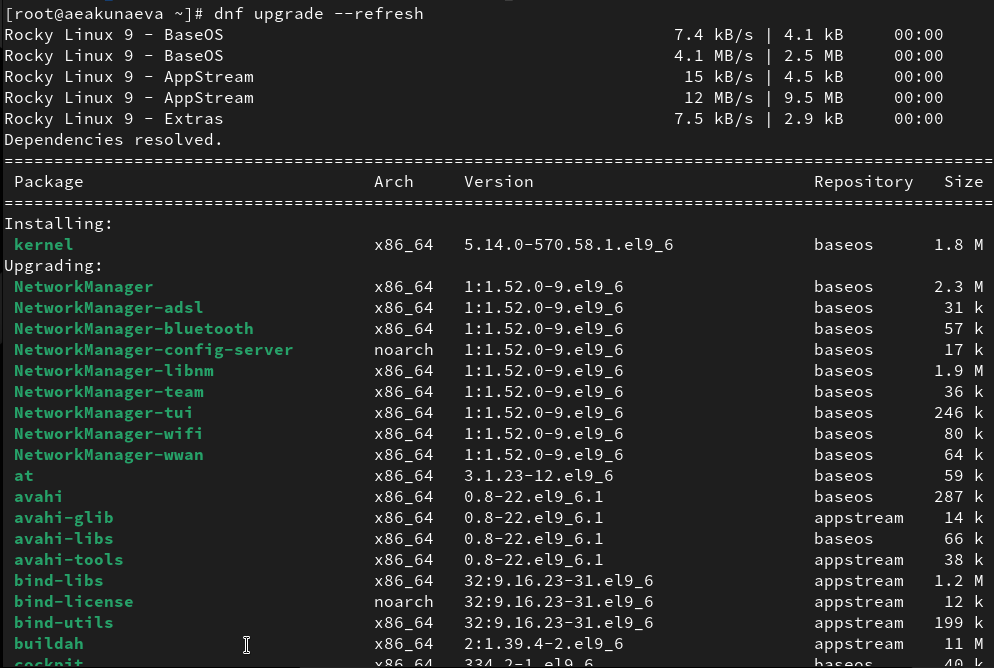 [root@aeakunaeva ~]# dnf upgrade --refresh
Rocky Linux 9 - BaseOS 7.4 kB/s | 4.1 kB 00:00
Rocky Linux 9 - BaseOS 4.1 MB/s | 2.5 MB 00:00
Rocky Linux 9 - AppStream 15 kB/s | 4.5 kB 00:00
Rocky Linux 9 - AppStream 12 MB/s | 9.5 MB 00:00
Rocky Linux 9 - Extras 7.5 kB/s | 2.9 kB 00:00
Dependencies resolved.
================================================================================
Package Arch Version Repository Size
================================================================================
Installing:
kernel x86_64 5.14.0-570.58.1.el9_6 baseos 1.8 M
Upgrading:
NetworkManager x86_64 1:1.52.0-9.el9_6 baseos 2.3 M
NetworkManager-adsl x86_64 1:1.52.0-9.el9_6 baseos 31 k
NetworkManager-bluetooth x86_64 1:1.52.0-9.el9_6 baseos 57 k
NetworkManager-config-server noarch 1:1.52.0-9.el9_6 baseos 17 k
NetworkManager-libnm x86_64 1:1.52.0-9.el9_6 baseos 1.9 M
NetworkManager-team x86_64 1:1.52.0-9.el9_6 baseos 36 k
NetworkManager-tui x86_64 1:1.52.0-9.el9_6 baseos 246 k
NetworkManager-wifi x86_64 1:1.52.0-9.el9_6 baseos 80 k
NetworkManager-wwan x86_64 1:1.52.0-9.el9_6 baseos 64 k
at x86_64 3.1.23-12.el9_6 baseos 59 k
avahi x86_64 0.8-22.el9_6.1 baseos 287 k
avahi-glib x86_64 0.8-22.el9_6.1 appstream 14 k
avahi-libs x86_64 0.8-22.el9_6.1 baseos 66 k
avahi-tools x86_64 0.8-22.el9_6.1 appstream 38 k
bind-libs x86_64 32:9.16.23-31.el9_6 appstream 1.2 M
bind-license noarch 32:9.16.23-31.el9_6 appstream 12 k
bind-utils x86_64 32:9.16.23-31.el9_6 appstream 199 k
buildah x86_64 2:1.39.4-2.el9_6 appstream 11 M
cockpit x86_64 334.2-1.el9_6 baseos 40 k